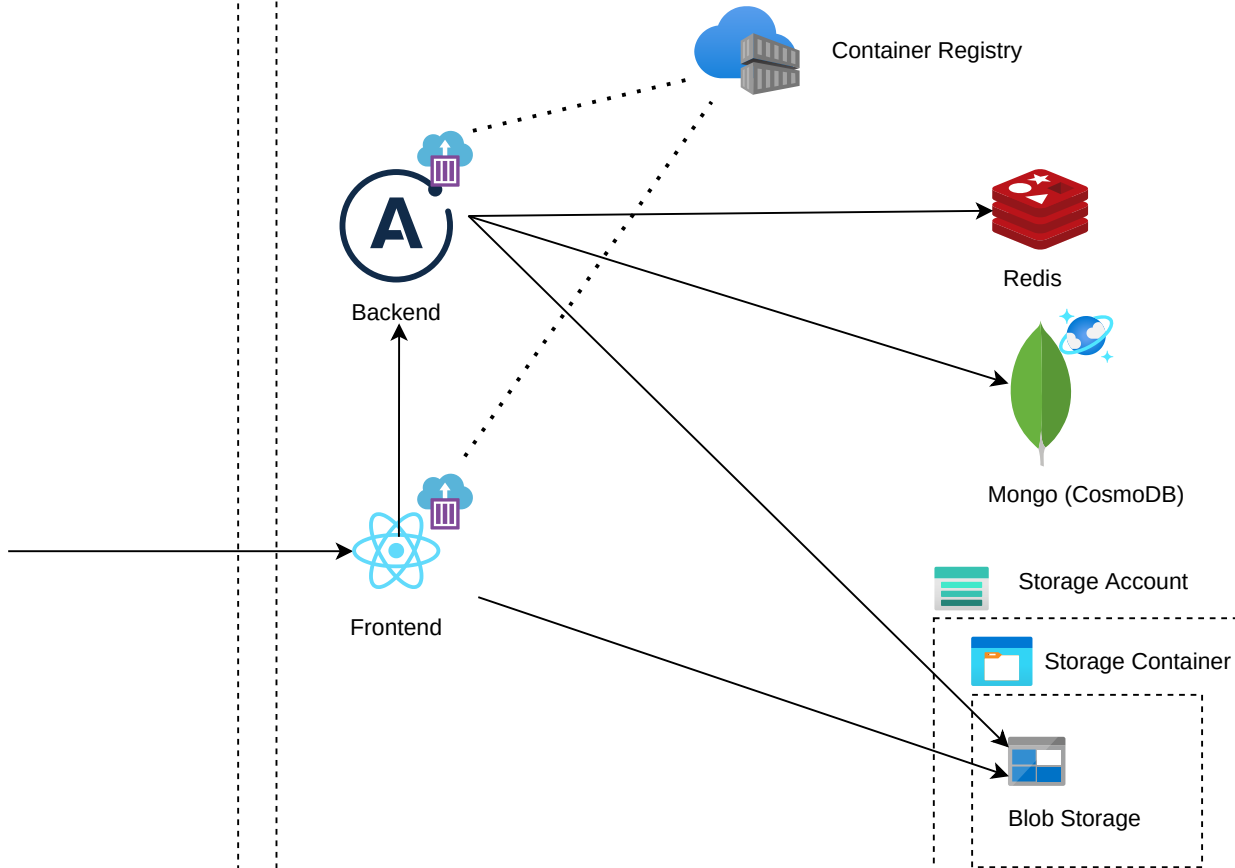 Container Registry
A
Backend
Redis
Mongo (CosmoDB)
Storage Account
Frontend
Storage Container
Blob Storage